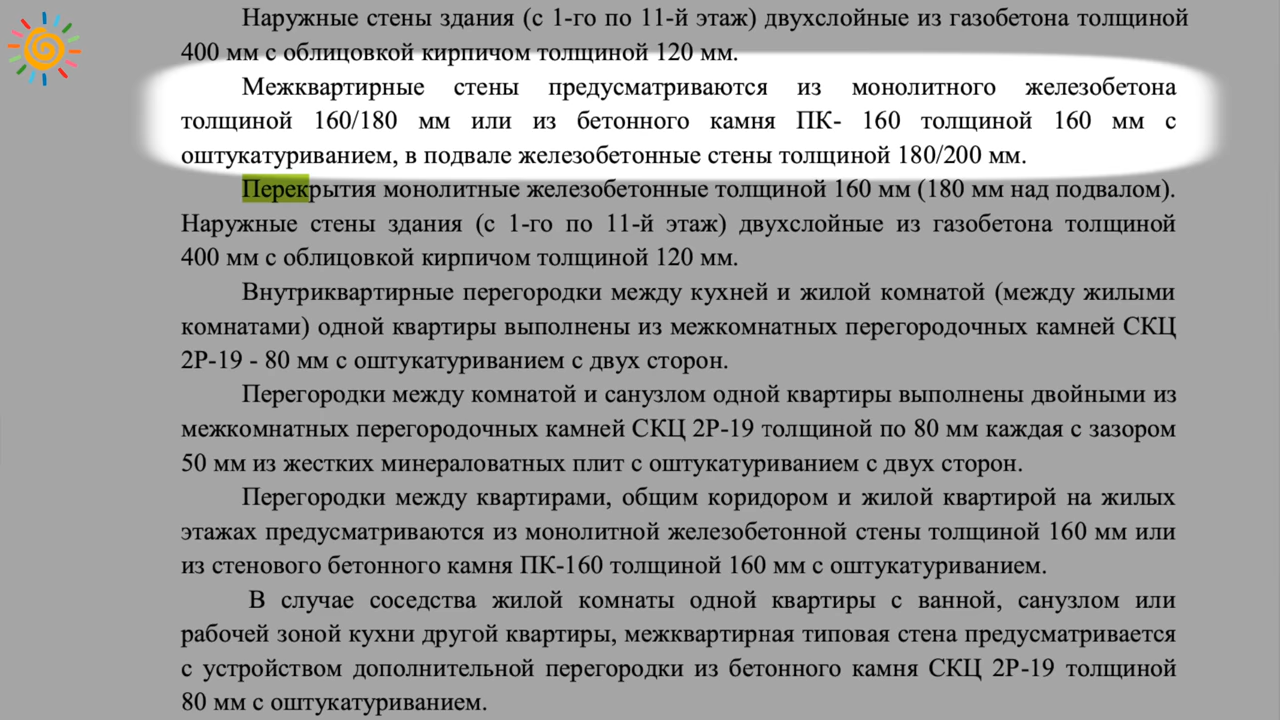 Наружные стены здания (с 1-го по 11-й этаж) двухслойные из газобетона толщиной
400 мм с облицовкой кирпичом толщиной 120 мм.
Межквартирные стены предусматриваются из монолитного железобетона
толщиной 160/180 мм или из бетонного камня ПК- 160 толщиной 160 мм с
оштукатуриванием, в подвале железобетонные стены толщиной 180/200 мм.
Перекрытия монолитные железобетонные толщиной 160 мм (180 мм над подвалом).
Наружные стены здания (с 1-го по 11-й этаж) двухслойные из газобетона толщиной
400 мм с облицовкой кирпичом толщиной 120 мм.
Внутриквартирные перегородки между кухней и жилой комнатой (между жилыми
комнатами) одной квартиры выполнены из межкомнатных перегородочных камней СКЦ
2Р-19 - 80 мм с оштукатуриванием с двух сторон.
Перегородки между комнатой и санузлом одной квартиры выполнены двойными из
межкомнатных перегородочных камней СКЦ 2Р-19 толщиной по 80 мм каждая с зазором
50 мм из жестких минераловатных плит с оштукатуриванием с двух сторон.
Перегородки между квартирами, общим коридором и жилой квартирой на жилых
этажах предусматриваются из монолитной железобетонной стены толщиной 160 мм или
из стенового бетонного камня ПК-160 толщиной 160 мм с оштукатуриванием.
В случае соседства жилой комнаты одной квартиры с ванной, санузлом или
рабочей зоной кухни другой квартиры, межквартирная типовая стена предусматривается
с устройством дополнительной перегородки из бетонного камня СКЦ 2Р-19 толщиной
80 мм с оштукатуриванием.